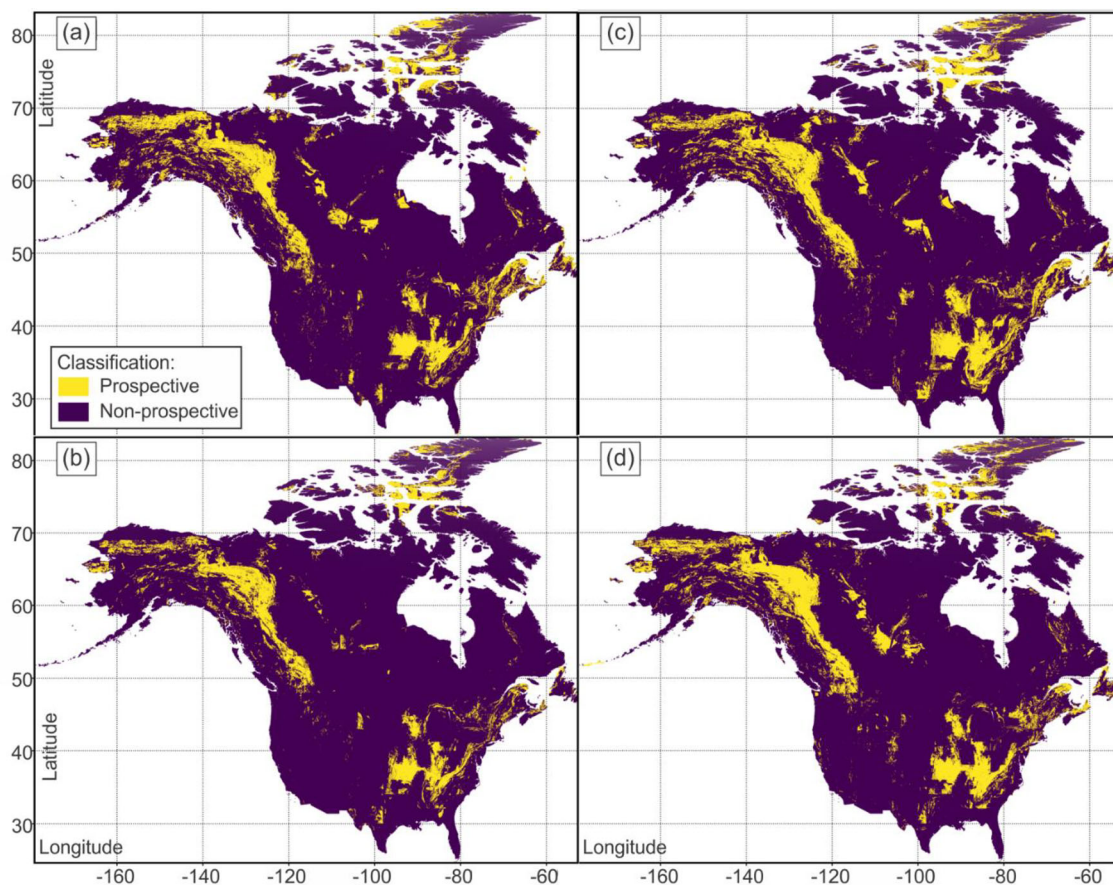 (a)
(c)
80
Latitude
70
60
50
40
30
Classification:
Prospective
Non-prospective
(b)
(d)
80
70
60
50
40
Latitude
30
Longitude
-160 -140 -120 -100 -80 -60 -160 -140 -120 -100 -80 -60